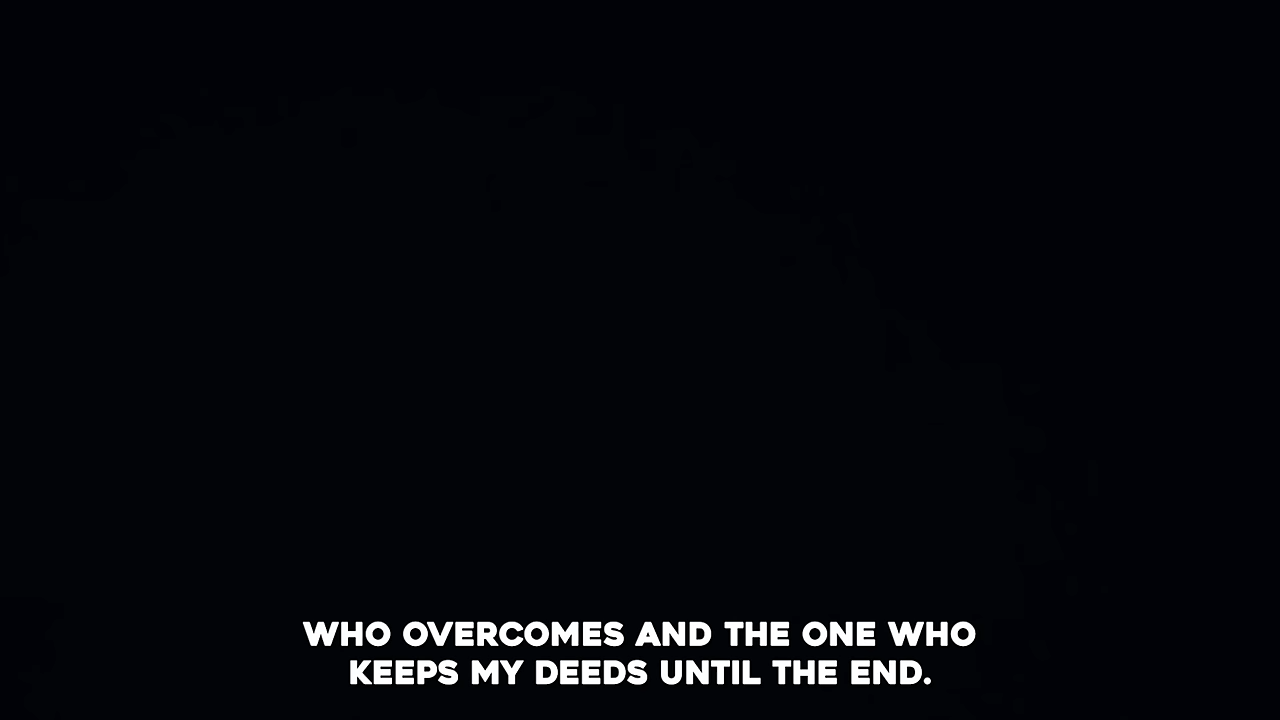 WHO OVERCOMES AND THE ONE WHO
KEEPS MY DEEDS UNTIL THE END.